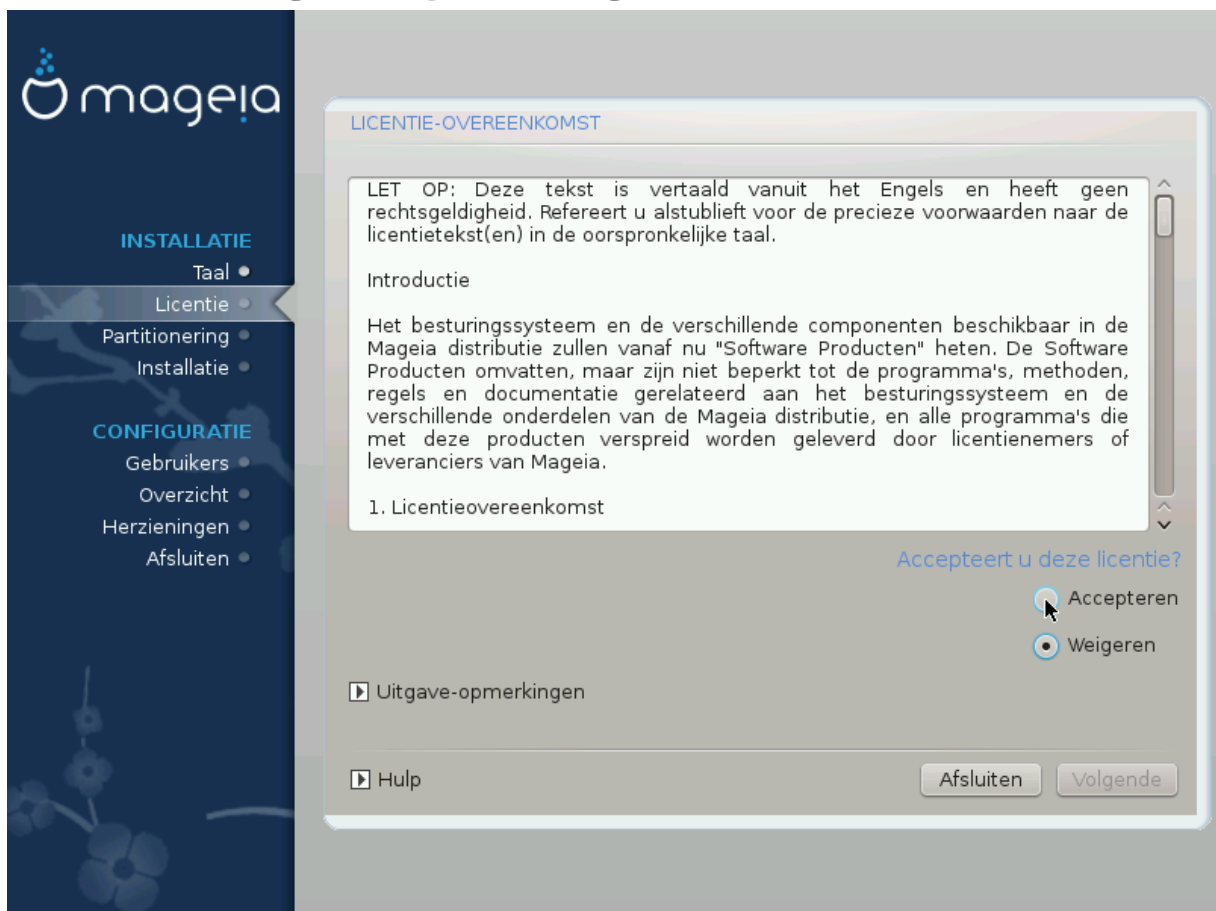 mageia
INSTALLATIE
Taal
Licentie
Partitionering
Installatie
CONFIGURATIE
Gebruikers
Overzicht
Herzieningen
Afsluiten
LICENTIE-OVEREENKOMST
LET OP: Deze tekst is vertaald vanuit het Engels en heeft geen
rechtsgeldigheid. Refereert u alstublieft voor de precieze voorwaarden naar de
licentietekst(en) in de oorspronkelijke taal.
Introductie
Het besturingssysteem en de verschillende componenten beschikbaar in de
Mageia distributie zullen vanaf nu "Software Producten" heten. De Software
Producten omvatten, maar zijn niet beperkt tot de programma's, methoden,
regels en documentatie gerelateerd aan het besturingssysteem en de
verschillende onderdelen van de Mageia distributie, en alle programma's die
met deze producten verspreid worden geleverd door licentienemers of
leveranciers van Mageia.
1. Licentieovereenkomst
Accepteert u deze licentie?
Accepteren
Weigeren
Uitgave-opmerkingen
Hulp
Afsluiten
Volgende